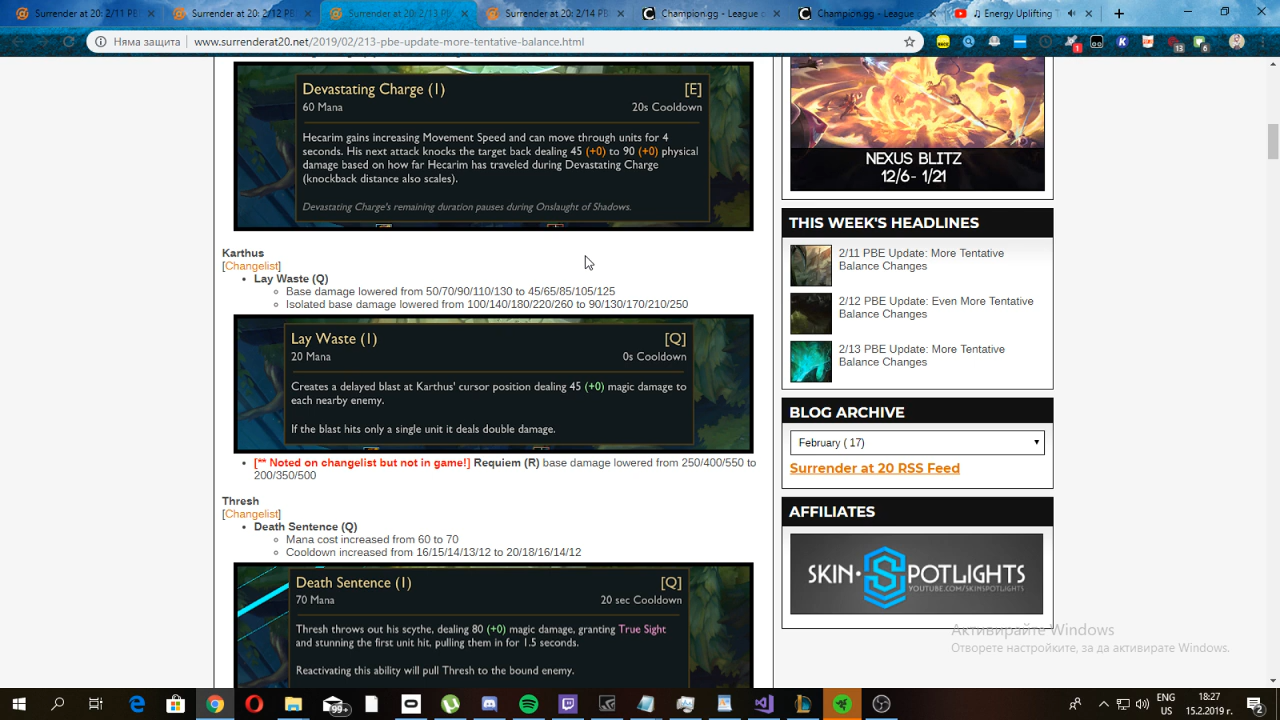 Surrender at 20: 2/11 PB
Surrender at 20: 2/12 PB
Surrender at 20: 2/13 PB
Surrender at 20: 2/14 PB
Champion.gg - League o
Champion.gg - League o
♫ Energy Uplifting T
Няма защита
www.surrenderat20.net/2019/02/213-pbe-update-more-tentative-balance.html
Devastating Charge (1) [E]
60 Mana 20s Cooldown
Hecarim gains increasing Movement Speed and can move through units for 4
seconds. His next attack knocks the target back dealing 45 (+0) to 90 (+0) physical
damage based on how far Hecarim has traveled during Devastating Charge
(knockback distance also scales).
Devastating Charge's remaining duration pauses during Onslaught of Shadows.
Karthus
[Changelist]
• Lay Waste (Q)
Base damage lowered from 50/70/90/110/130 to 45/65/85/105/125
Isolated base damage lowered from 100/140/180/220/260 to 90/130/170/210/250
Lay Waste (1) [Q]
20 Mana 0s Cooldown
Creates a delayed blast at Karthus' cursor position dealing 45 (+0) magic damage to
each nearby enemy.
If the blast hits only a single unit it deals double damage.
• [** Noted on changelist but not in game!] Requiem (R) base damage lowered from 250/400/550 to
200/350/500
Thresh
[Changelist]
• Death Sentence (Q)
Mana cost increased from 60 to 70
Cooldown increased from 16/15/14/13/12 to 20/18/16/14/12
Death Sentence (1) [Q]
70 Mana 20 sec Cooldown
Thresh throws out his scythe, dealing 80 (+0) magic damage, granting True Sight
and stunning the first unit hit, pulling them in for 1.5 seconds.
Reactivating this ability will pull Thresh to the bound enemy.
NEXUS BLITZ
12/6- 1/21
THIS WEEK'S HEADLINES
2/11 PBE Update: More Tentative
Balance Changes
2/12 PBE Update: Even More Tentative
Balance Changes
2/13 PBE Update: More Tentative
Balance Changes
BLOG ARCHIVE
February ( 17)
Surrender at 20 RSS Feed
AFFILIATES
SKIN·SPOTLIGHTS
YOUTUBE.COM/SKINSPOTLIGHTS
Активирайте Windows
Отворете настройките, за да активирате Windows.
99+
ENG
US
18:27
15.2.2019 г.
2